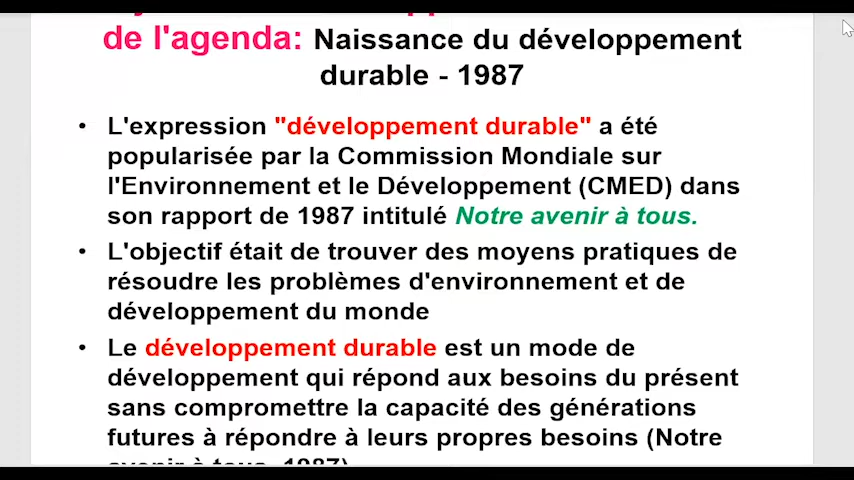 de l'agenda: Naissance du développement
durable - 1987
• L'expression "développement durable" a été
popularisée par la Commission Mondiale sur
l'Environnement et le Développement (CMED) dans
son rapport de 1987 intitulé Notre avenir à tous.
• L'objectif était de trouver des moyens pratiques de
résoudre les problèmes d'environnement et de
développement du monde
• Le développement durable est un mode de
développement qui répond aux besoins du présent
sans compromettre la capacité des générations
futures à répondre à leurs propres besoins (Notre
avenir à tous, 1987)